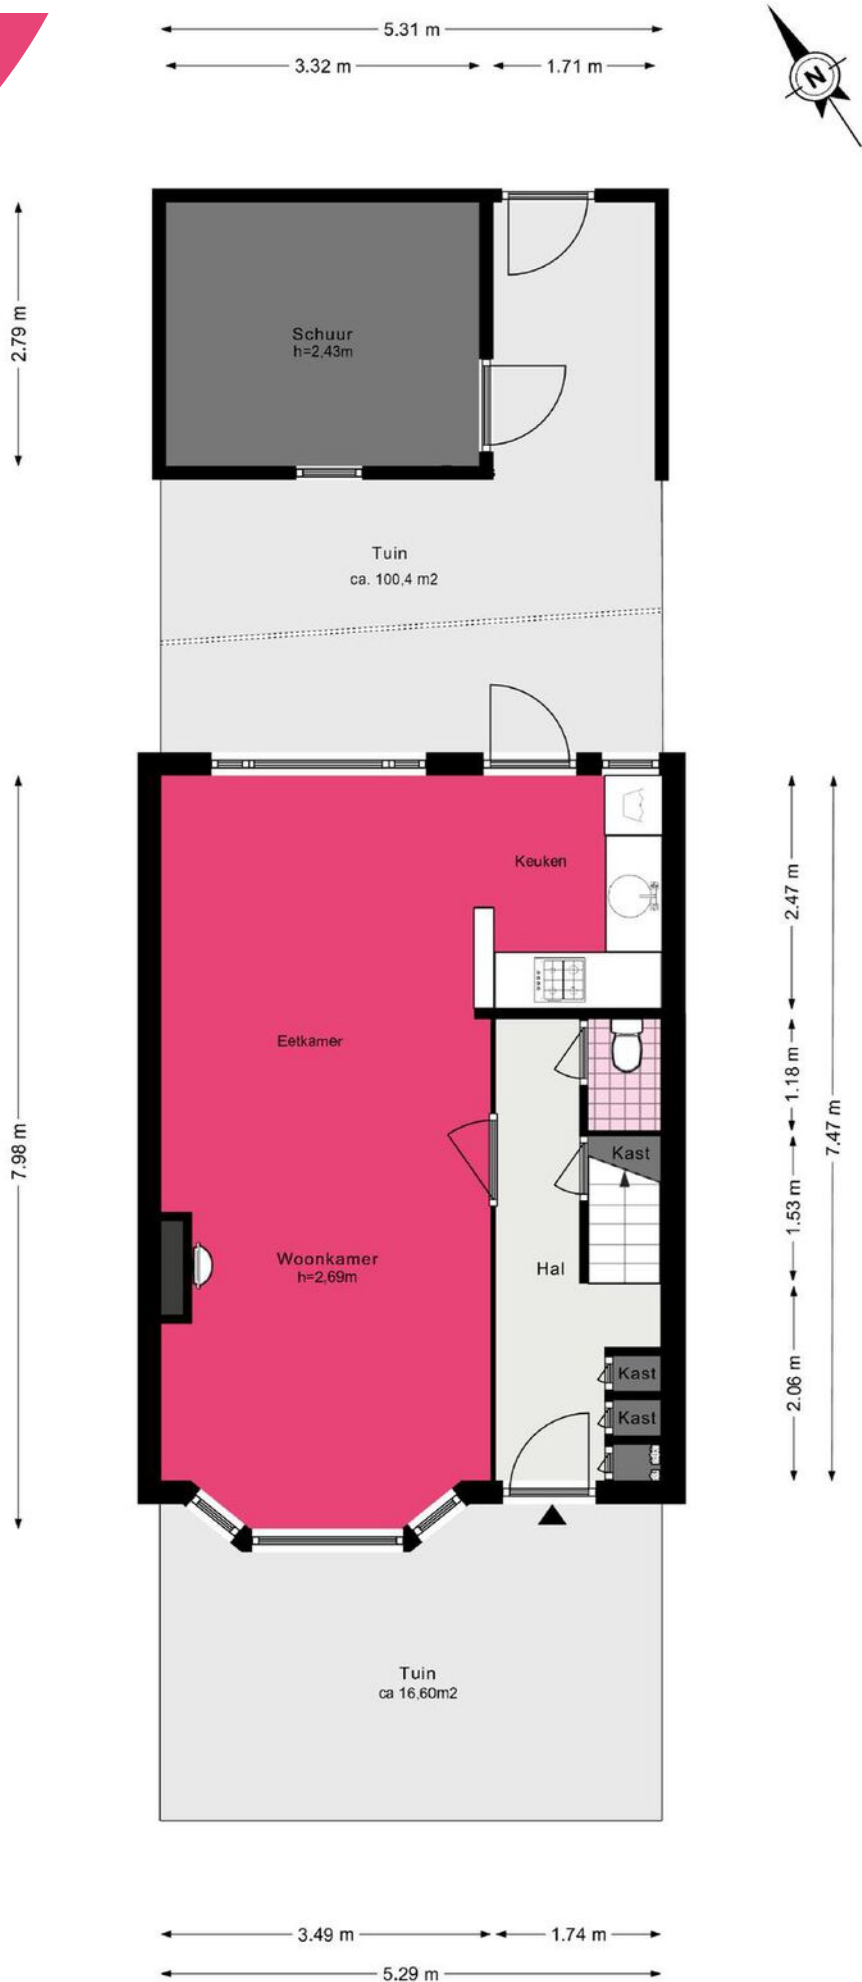 5.31 m
3.32 m
1.71 m
N
2.79 m
Schuur
h=2,43m
Tuin
ca. 100,4 m2
Keuken
2.47 m
Eetkamer
1.18 m
7.47 m
7.98 m
Kast
1.53 m
Woonkamer
h=2,69m
Hal
2.06 m
Kast
Kast
Tuin
ca 16,60m2
3.49 m
1.74 m
5.29 m